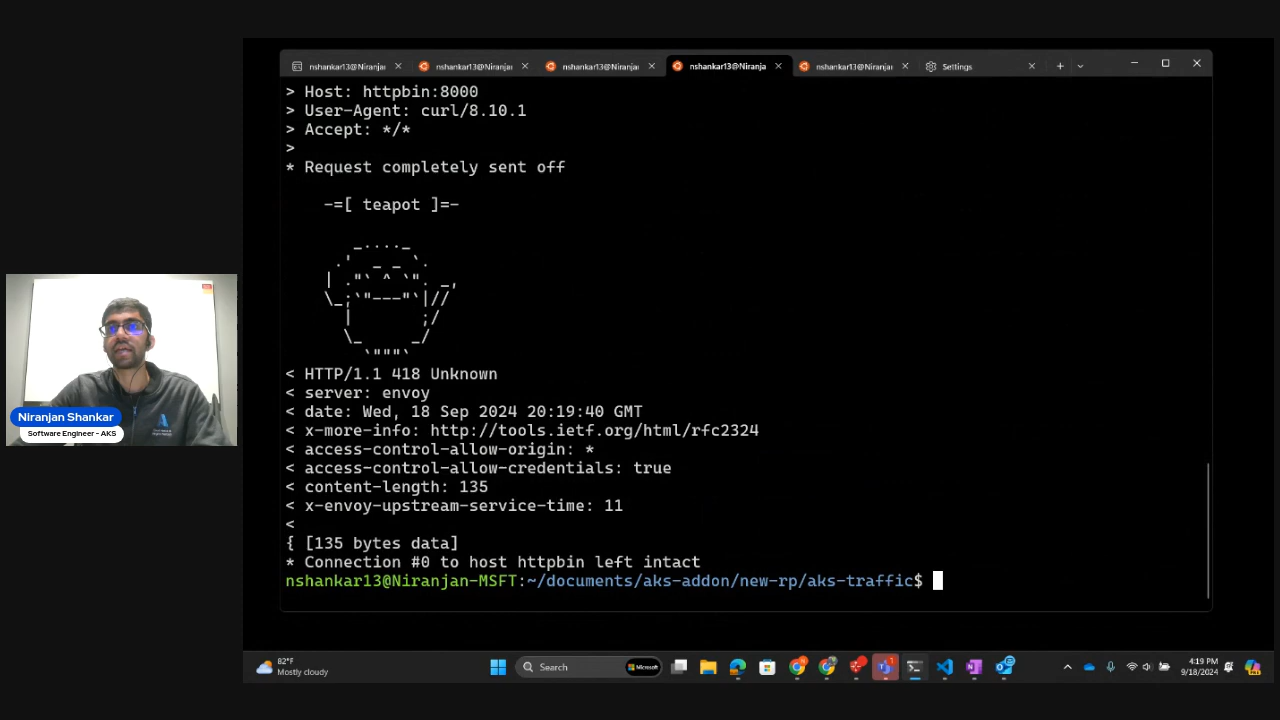 nshankar13@Niranjar
nshankar13@Niranjar
nshankar13@Niranjar
nshankar13@Niranja
nshankar13@Niranjar
Settings
> Host: httpbin:8000
> User-Agent: curl/8.10.1
> Accept: */*
>
* Request completely sent off
-=[ teapot ]=-
_...._
.'  _ _ `.
| ."` ^ `". _,
\_;`"---"`|//
|       ;/
\_     _/
`"""`
< HTTP/1.1 418 Unknown
< server: envoy
< date: Wed, 18 Sep 2024 20:19:40 GMT
< x-more-info: http://tools.ietf.org/html/rfc2324
< access-control-allow-origin: *
< access-control-allow-credentials: true
< content-length: 135
< x-envoy-upstream-service-time: 11
<
{ [135 bytes data]
* Connection #0 to host httpbin left intact
nshankar13@Niranjan-MSFT:~/documents/aks-addon/new-rp/aks-traffic$
Niranjan Shankar
Software Engineer - AKS
82°F
Mostly cloudy
Search
Microsoft
4:19 PM
9/18/2024